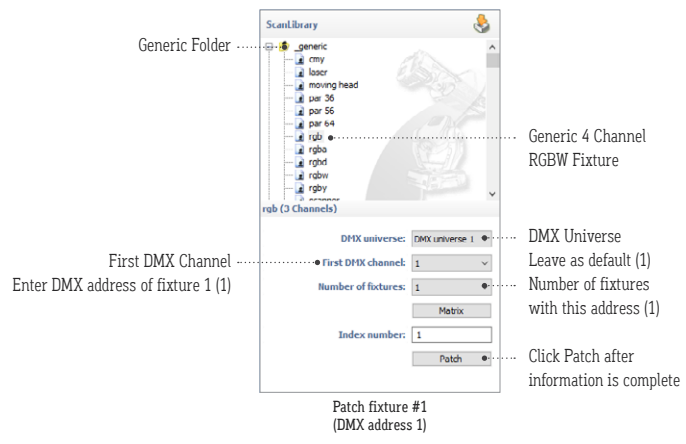 ScanLibrary
Generic Folder
_generic
cmy
laser
moving head
par 36
par 56
par 64
rgb
rgba
rgbd
rgbw
rgby
scanner
Generic 4 Channel
RGBW Fixture
rgb (3 Channels)
DMX universe: DMX universe 1
DMX Universe
Leave as default (1)
First DMX Channel
Enter DMX address of fixture 1 (1)
First DMX channel: 1
Number of fixtures: 1
Number of fixtures
with this address (1)
Matrix
Index number: 1
Patch
Click Patch after
information is complete
Patch fixture #1
(DMX address 1)